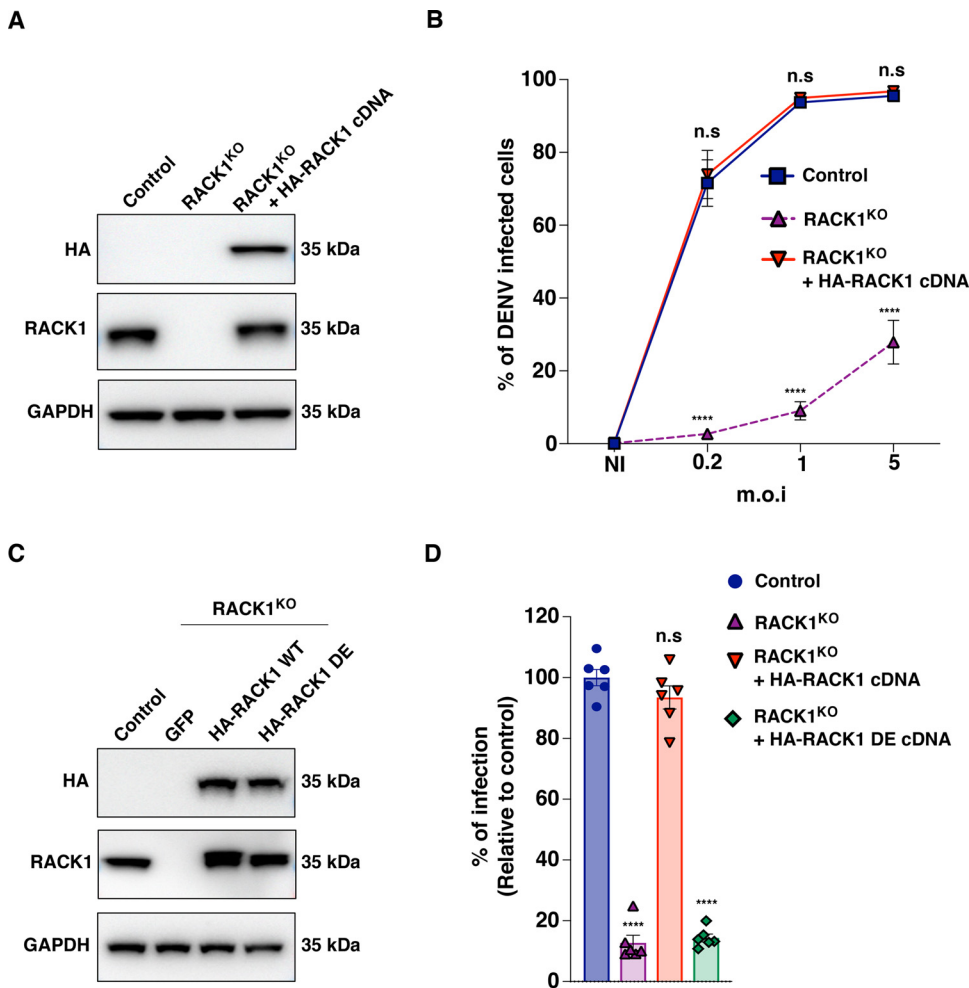 A
Control
RACK1KO
RACK1KO
+ HA-RACK1 cDNA
HA
35 kDa
RACK1
35 kDa
GAPDH
35 kDa
B
% of DENV infected cells
100
80
60
40
20
0
n.s
n.s
n.s
****
****
****
Control
RACK1KO
RACK1KO
+ HA-RACK1 cDNA
NI
0.2
1
5
m.o.i
C
RACK1KO
Control
GFP
HA-RACK1 WT
HA-RACK1 DE
HA
35 kDa
RACK1
35 kDa
GAPDH
35 kDa
D
Control
RACK1KO
RACK1KO
+ HA-RACK1 cDNA
RACK1KO
+ HA-RACK1 DE cDNA
% of infection
(Relative to control)
120
100
80
60
40
20
0
****
n.s
****